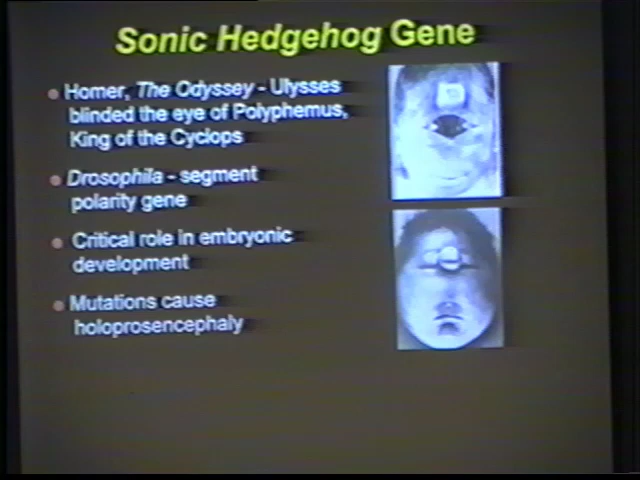 Sonic Hedgehog Gene
Homer, The Odyssey - Ulysses
blinded the eye of Polyphemus,
King of the Cyclops
Drosophila - segment
polarity gene
Critical role in embryonic
development
Mutations cause
holoprosencephaly